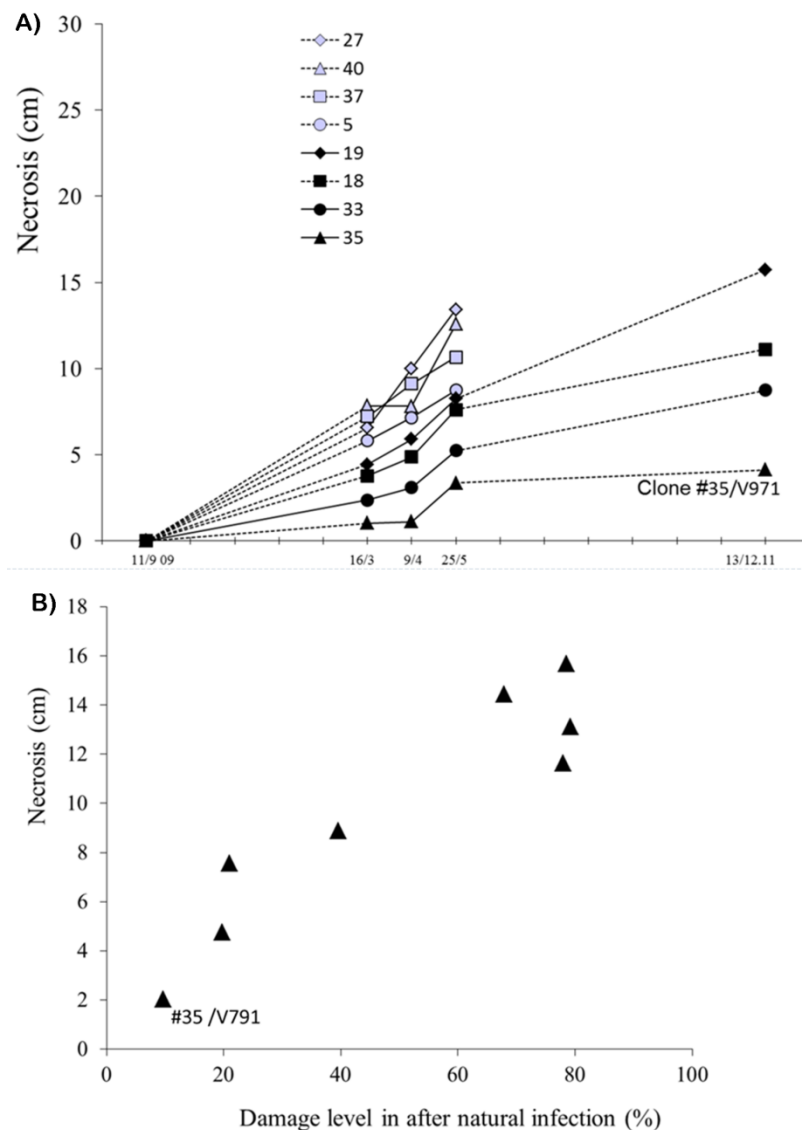 A)
Necrosis (cm)
30
25
20
15
10
5
0
27
40
37
5
19
18
33
35
Clone #35/V971
11/9 09 16/3 9/4 25/5 13/12.11
B)
Necrosis (cm)
18
16
14
12
10
8
6
4
2
0
#35 /V791
0 20 40 60 80 100
Damage level in after natural infection (%)